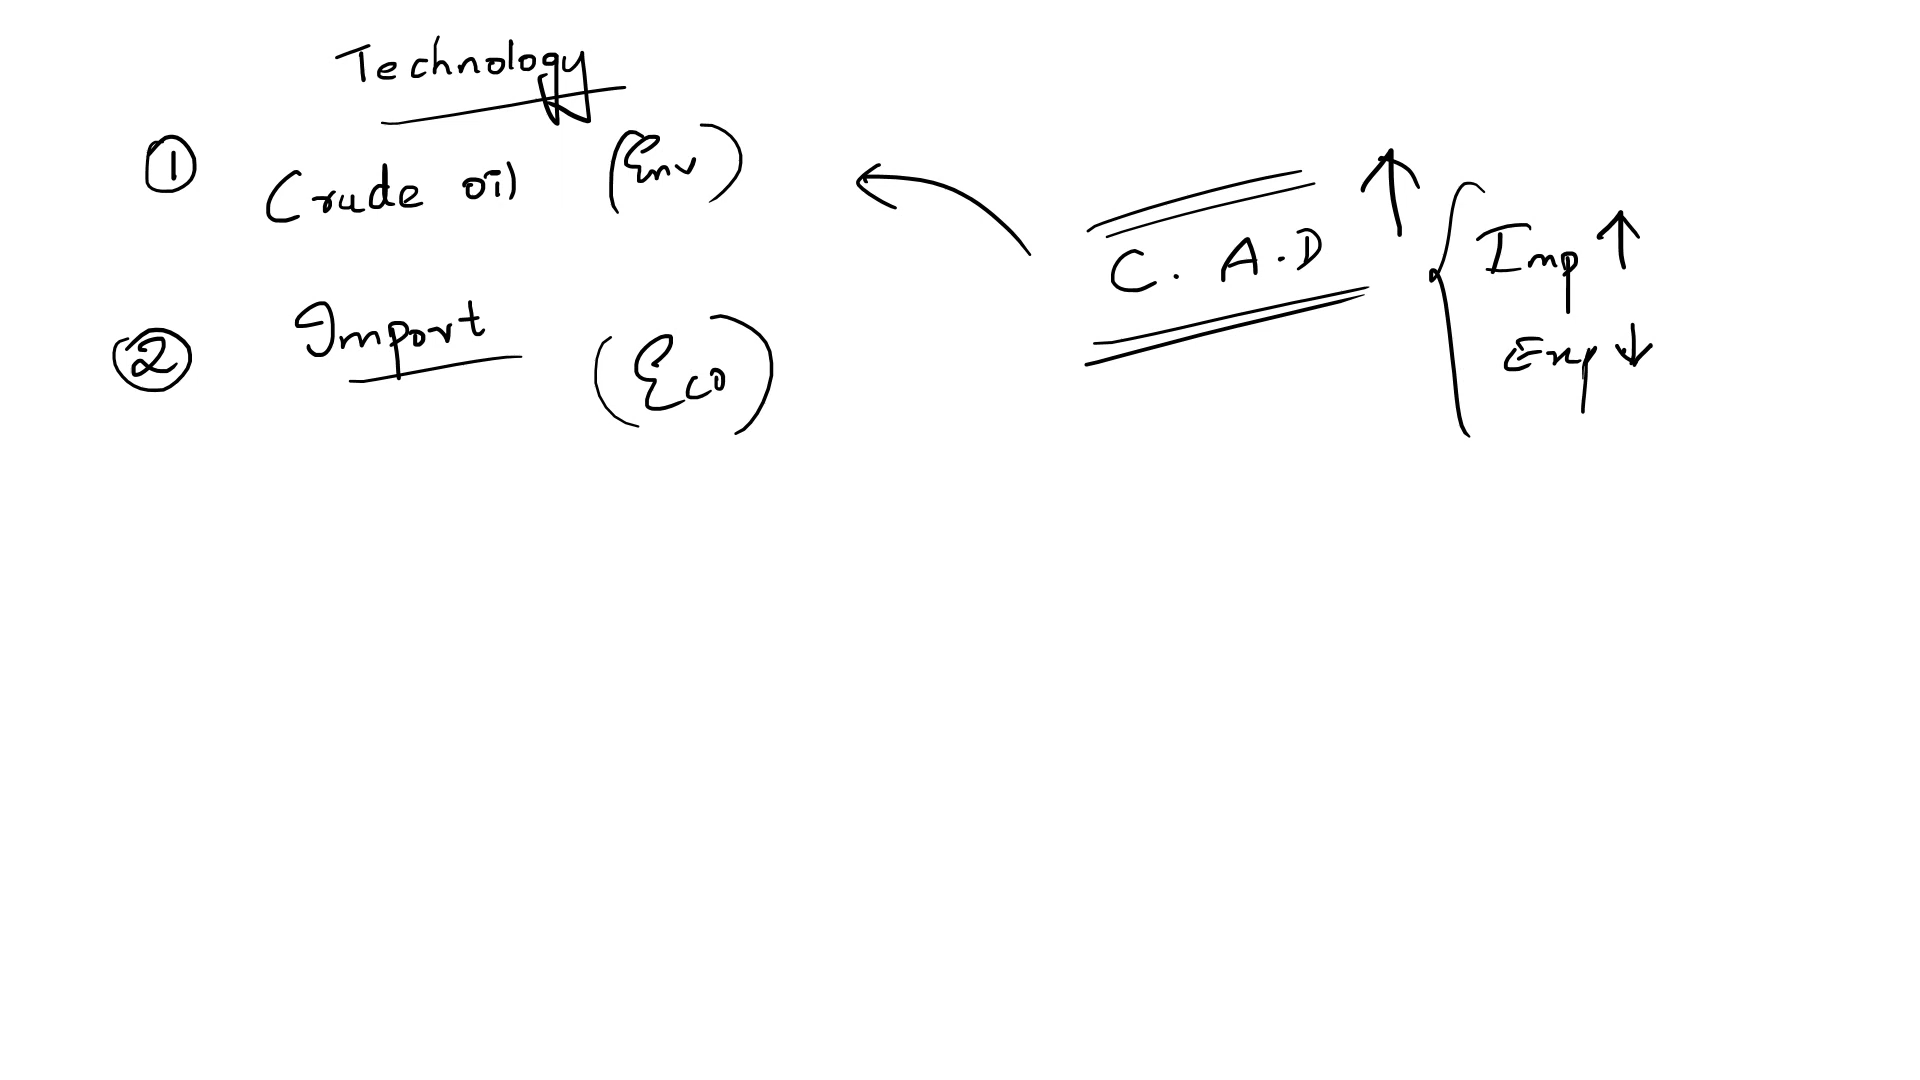 Technology
① Crude oil (Env)
② Import (Eco)
C. A. D ↑
Imp ↑
Exp ↓